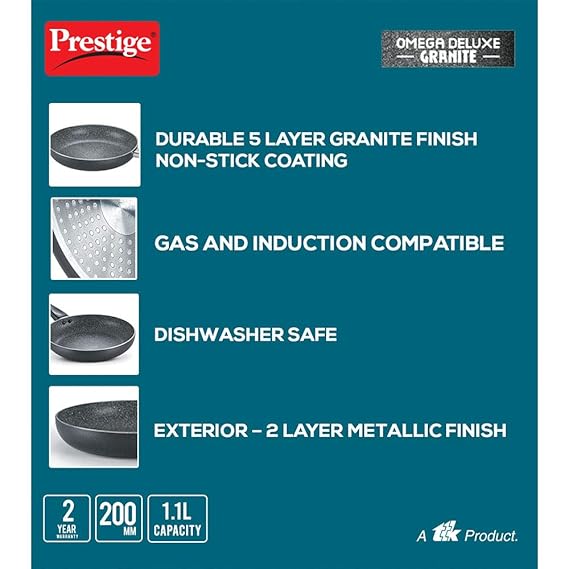 Prestige
OMEGA DELUXE
GRANITE
DURABLE 5 LAYER GRANITE FINISH
NON-STICK COATING
GAS AND INDUCTION COMPATIBLE
DISHWASHER SAFE
EXTERIOR – 2 LAYER METALLIC FINISH
2
YEAR
WARRANTY
200
MM
1.1L
CAPACITY
A ttk Product.